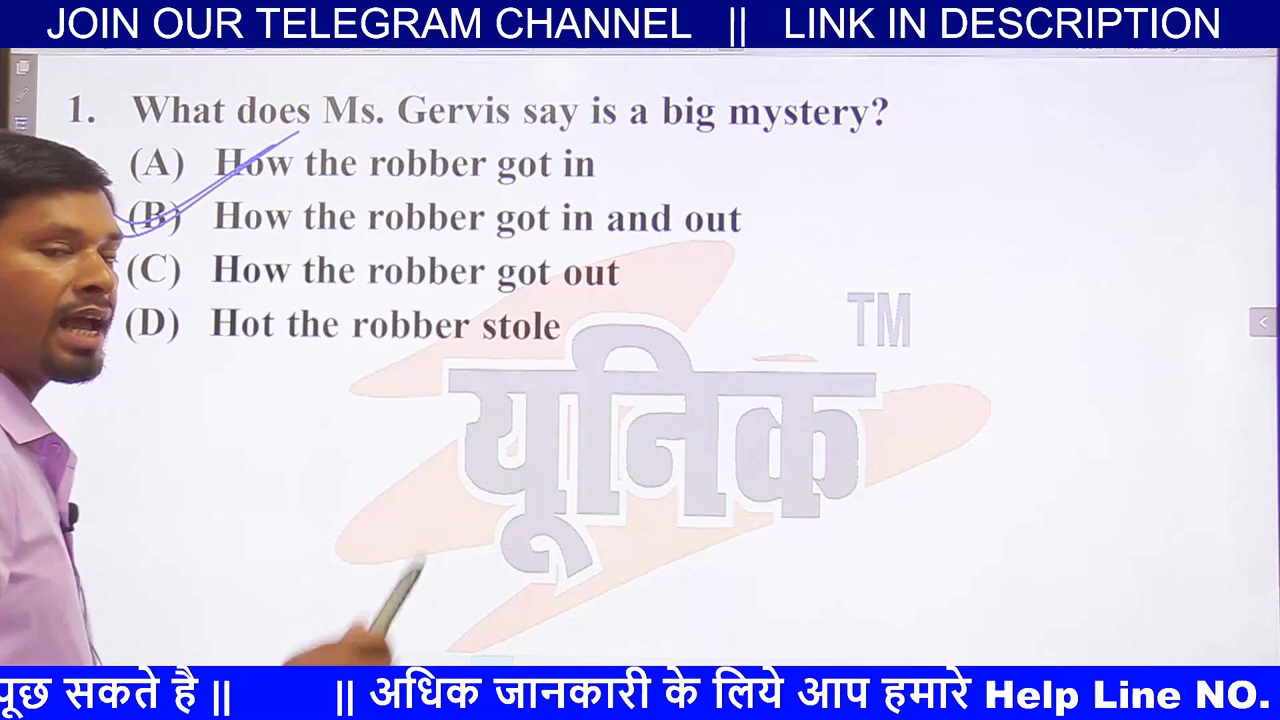 JOIN OUR TELEGRAM CHANNEL || LINK IN DESCRIPTION
1. What does Ms. Gervis say is a big mystery?
(A) How the robber got in
(B) How the robber got in and out
(C) How the robber got out
(D) Hot the robber stole
TM
यूनिक
पूछ सकते है || || अधिक जानकारी के लिये आप हमारे Help Line NO.